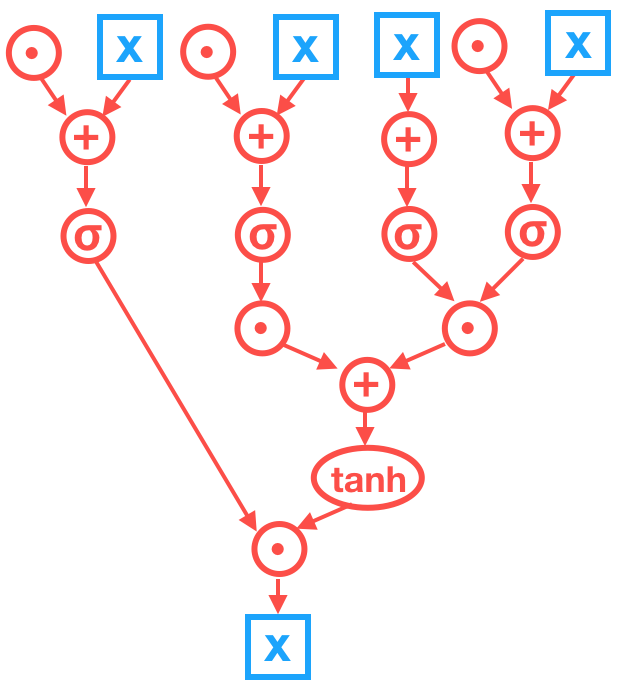 x x x x
+ + + +
σ σ σ σ
+
tanh
x